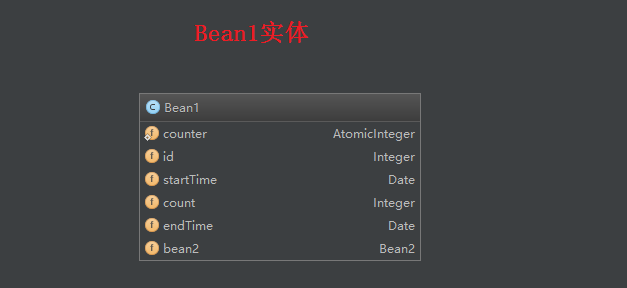 Bean1实体
C Bean1
f counter AtomicInteger
f id Integer
f startTime Date
f count Integer
f endTime Date
f bean2 Bean2